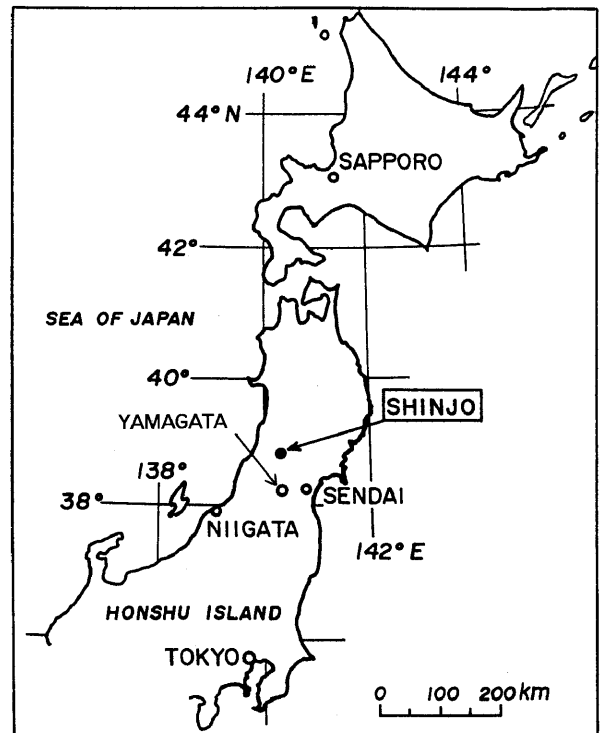 140°E
144°
44°N
SAPPORO
42°
SEA OF JAPAN
40°
SHINJO
YAMAGATA
138°
38°
SENDAI
NIIGATA
142°E
HONSHU ISLAND
TOKYO
0 100 200km